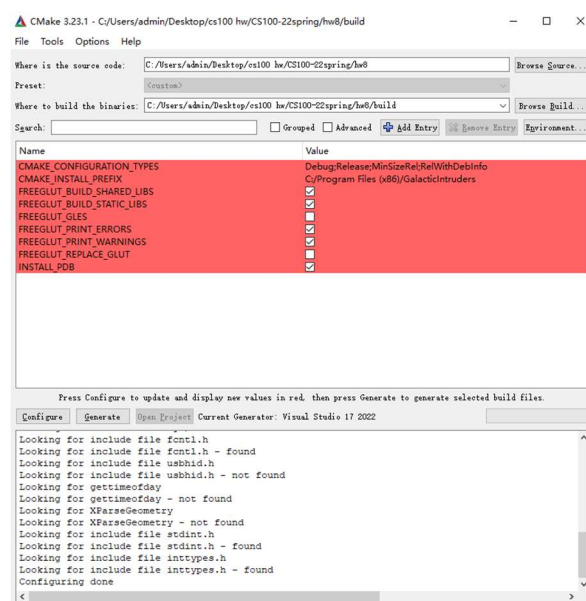 CMake 3.23.1 - C:/Users/admin/Desktop/cs100 hw/CS100-22spring/hw8/build
File Tools Options Help
Where is the source code: C:/Users/admin/Desktop/cs100 hw/CS100-22spring/hw8 Browse Source...
Preset: <custom>
Where to build the binaries: C:/Users/admin/Desktop/cs100 hw/CS100-22spring/hw8/build Browse Build...
Search: Grouped Advanced Add Entry Remove Entry Environment...
Name Value
CMAKE_CONFIGURATION_TYPES Debug;Release;MinSizeRel;RelWithDebInfo
CMAKE_INSTALL_PREFIX C:/Program Files (x86)/GalacticIntruders
FREEGLUT_BUILD_SHARED_LIBS
FREEGLUT_BUILD_STATIC_LIBS
FREEGLUT_GLES
FREEGLUT_PRINT_ERRORS
FREEGLUT_PRINT_WARNINGS
FREEGLUT_REPLACE_GLUT
INSTALL_PDB
Press Configure to update and display new values in red, then press Generate to generate selected build files.
Configure Generate Open Project Current Generator: Visual Studio 17 2022
Looking for include file fcntl.h
Looking for include file fcntl.h - found
Looking for include file usbhid.h
Looking for include file usbhid.h - not found
Looking for gettimeofday
Looking for gettimeofday - not found
Looking for XParseGeometry
Looking for XParseGeometry - not found
Looking for include file stdint.h
Looking for include file stdint.h - found
Looking for include file inttypes.h
Looking for include file inttypes.h - found
Configuring done